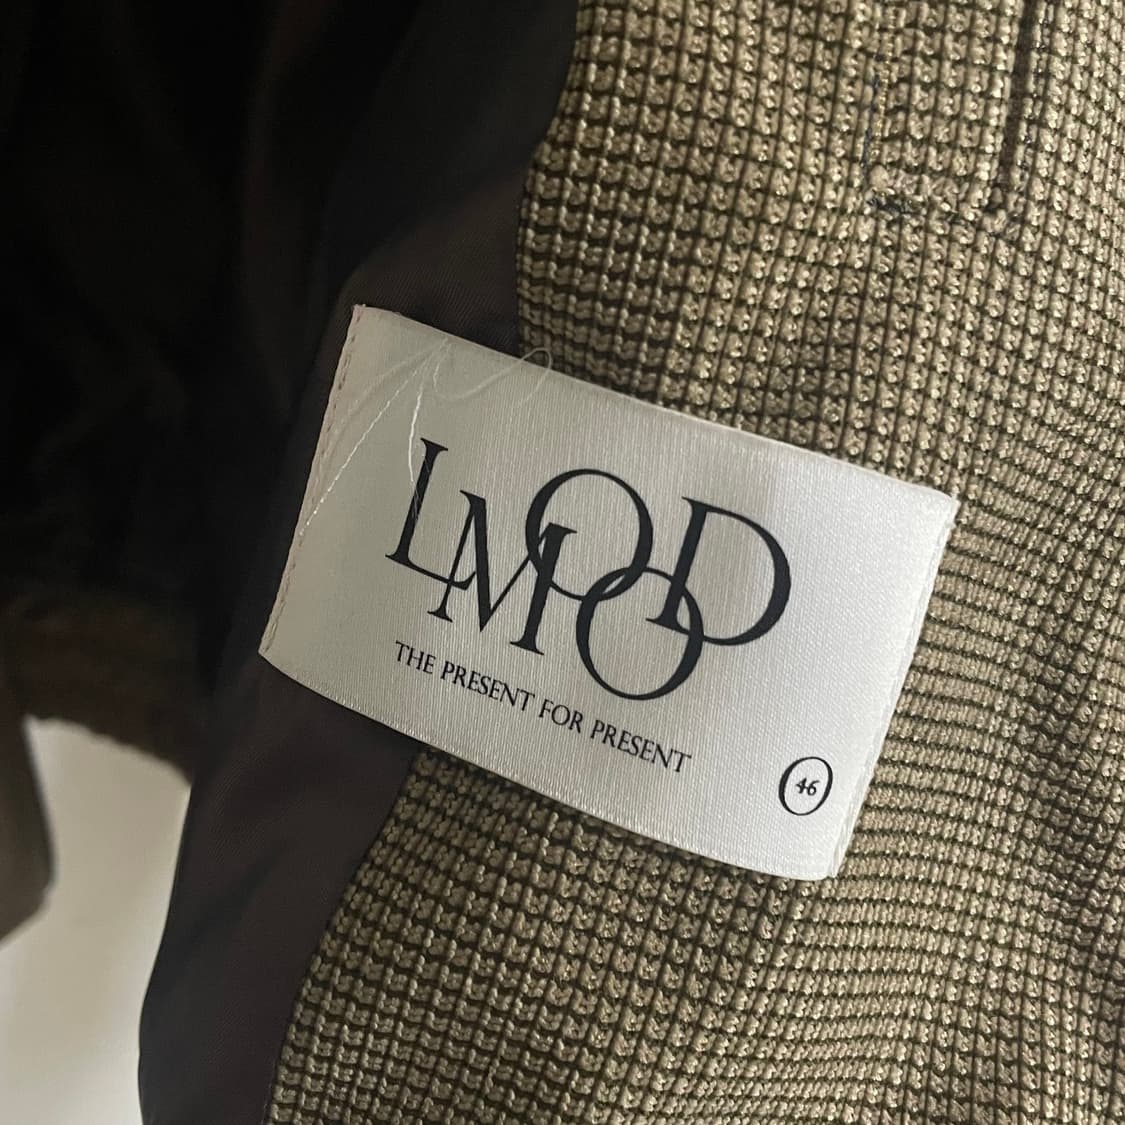 LMOOD
THE PRESENT FOR PRESENT
46